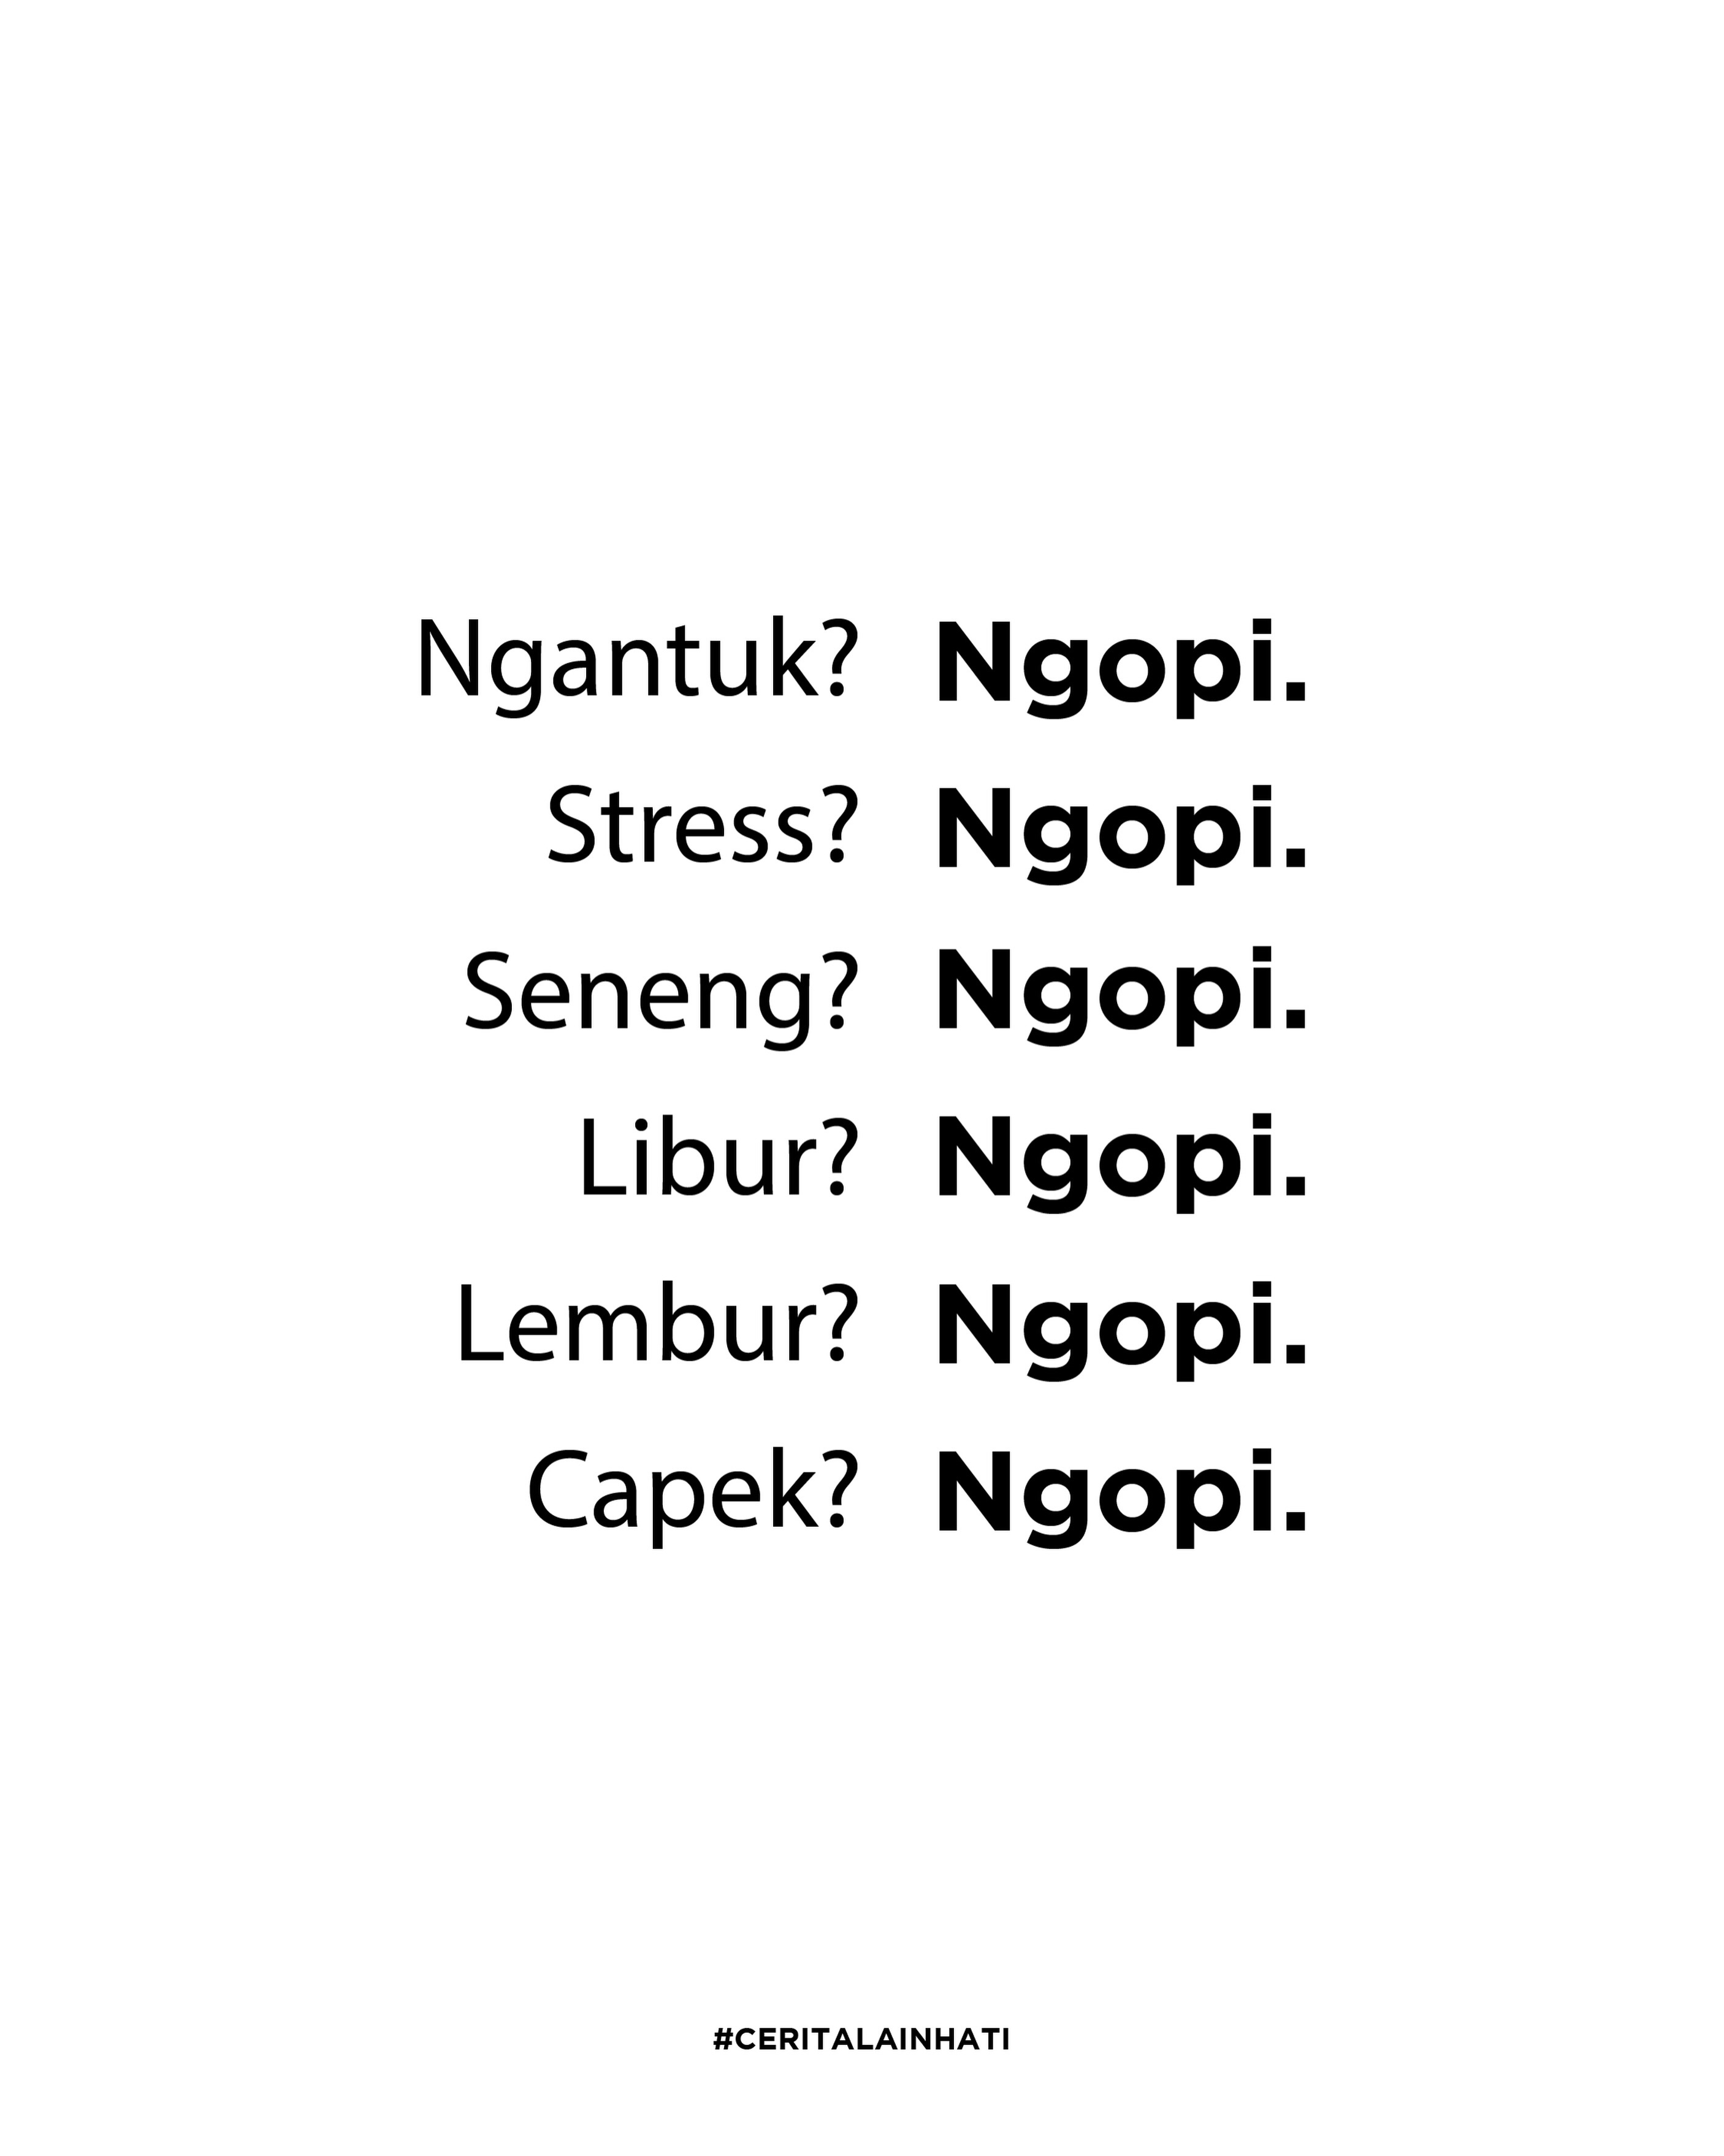 Ngantuk? Ngopi.
Stress? Ngopi.
Seneng? Ngopi.
Libur? Ngopi.
Lembur? Ngopi.
Capek? Ngopi.
#CERITALAINHATI